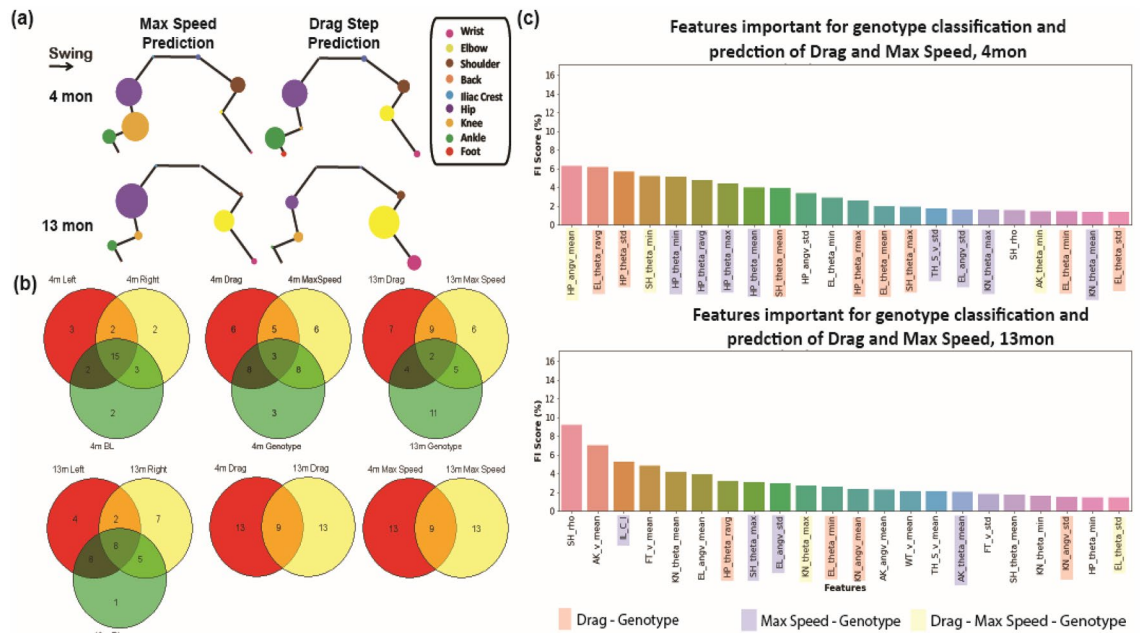 (a)
Max Speed
Prediction
Drag Step
Prediction
Swing
4 mon
13 mon
Wrist
Elbow
Shoulder
Back
Iliac Crest
Hip
Knee
Ankle
Foot
(b)
4m Left
4m Right
3
2
2
15
2
3
2
4m BL
4m Drag
4m MaxSpeed
6
5
6
3
8
8
3
4m Genotype
13m Drag
13m Max Speed
7
9
6
2
4
5
11
13m Genotype
13m Left
13m Right
4
2
7
8
8
5
1
4m Drag
13m Drag
13
9
13
4m Max Speed
13m Max Speed
13
9
13
(c)
Features important for genotype classification and
predction of Drag and Max Speed, 4mon
FI Score (%)
16
14
12
10
8
6
4
2
0
HP_angv_mean
EL_theta_ravg
HP_theta_std
SH_theta_min
HP_theta_min
HP_theta_ravg
HP_theta_max
HP_theta_mean
SH_theta_mean
HP_angv_std
EL_theta_min
HP_theta_rmax
EL_theta_mean
SH_theta_max
TH_S_v_std
EL_angv_std
KN_theta_max
SH_rho
AK_theta_min
EL_theta_rmin
KN_theta_mean
EL_theta_std
Features important for genotype classification and
predction of Drag and Max Speed, 13mon
FI Score (%)
16
14
12
10
8
6
4
2
0
SH_rho
AK_v_mean
IL_C_l
FT_v_mean
KN_theta_mean
EL_angv_mean
HP_theta_ravg
SH_theta_max
EL_angv_std
KN_theta_max
EL_theta_min
KN_angv_mean
AK_angv_mean
WT_v_mean
TH_S_v_mean
AK_theta_mean
FT_v_std
SH_theta_mean
KN_theta_min
KN_angv_std
HP_theta_min
EL_theta_std
Features
Drag - Genotype
Max Speed - Genotype
Drag - Max Speed - Genotype